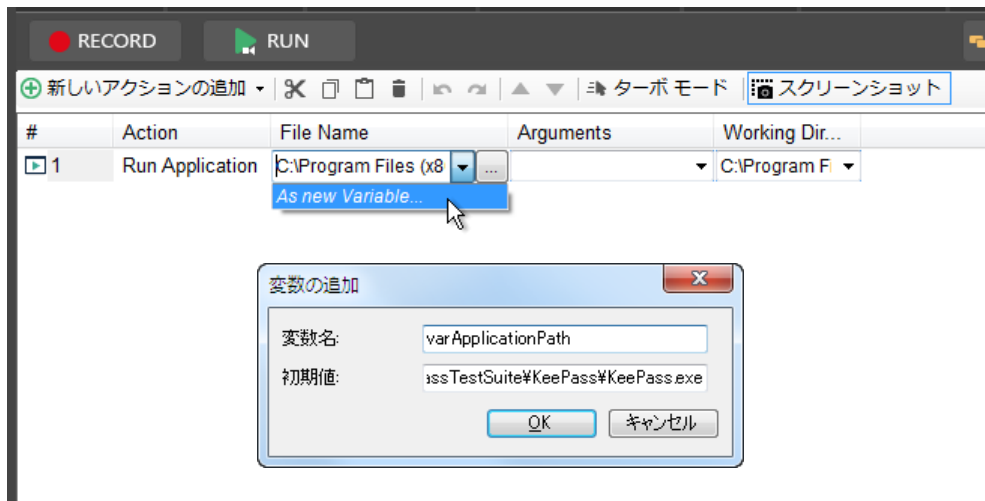 RECORD RUN
新しいアクションの追加 ターボ モード スクリーンショット
# Action File Name Arguments Working Dir...
1 Run Application C:\Program Files (x8 ... C:\Program Fi
As new Variable...
変数の追加
変数名: varApplicationPath
初期値: assTestSuite¥KeePass¥KeePass.exe
OK キャンセル